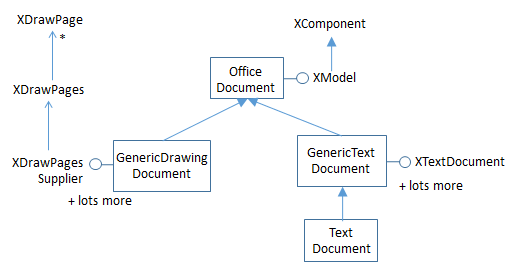 XDrawPage
*
XComponent
Office
Document
XModel
XDrawPages
XDrawPages
Supplier
GenericDrawing
Document
+ lots more
GenericText
Document
XTextDocument
+ lots more
Text
Document